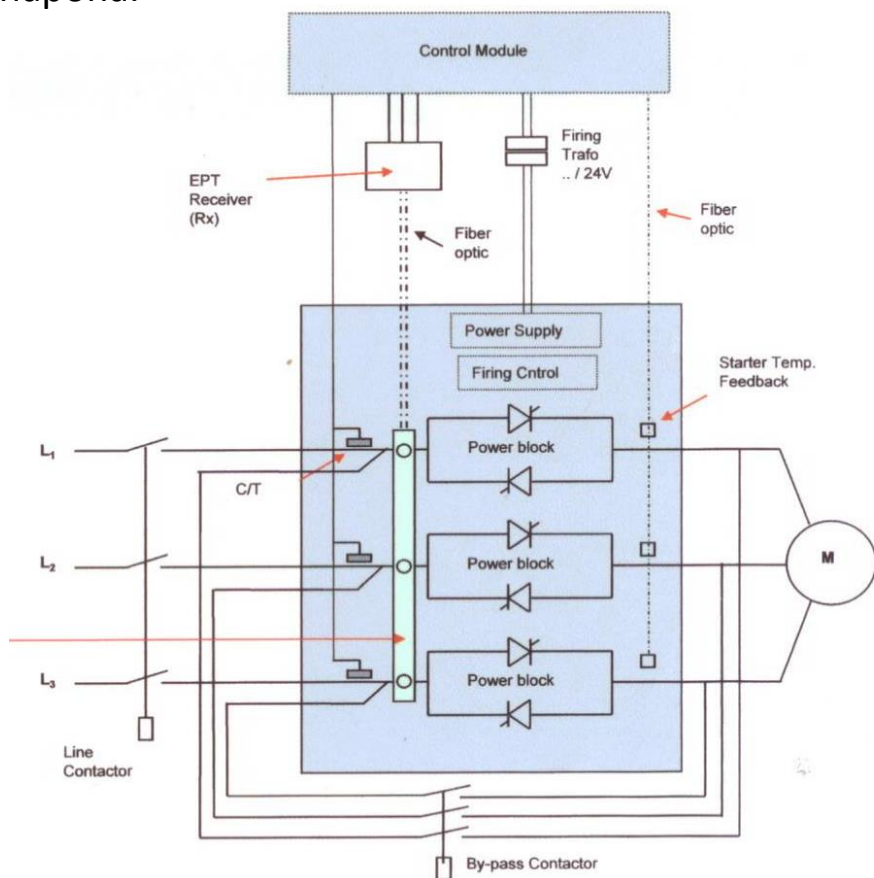 Control Module
Firing
Trafo
.. / 24V
EPT
Receiver
(Rx)
Fiber
optic
Fiber
optic
Power Supply
Firing Cntrol
Starter Temp.
Feedback
L1
Power block
C/T
L2
Power block
M
L3
Power block
Line
Contactor
By-pass Contactor